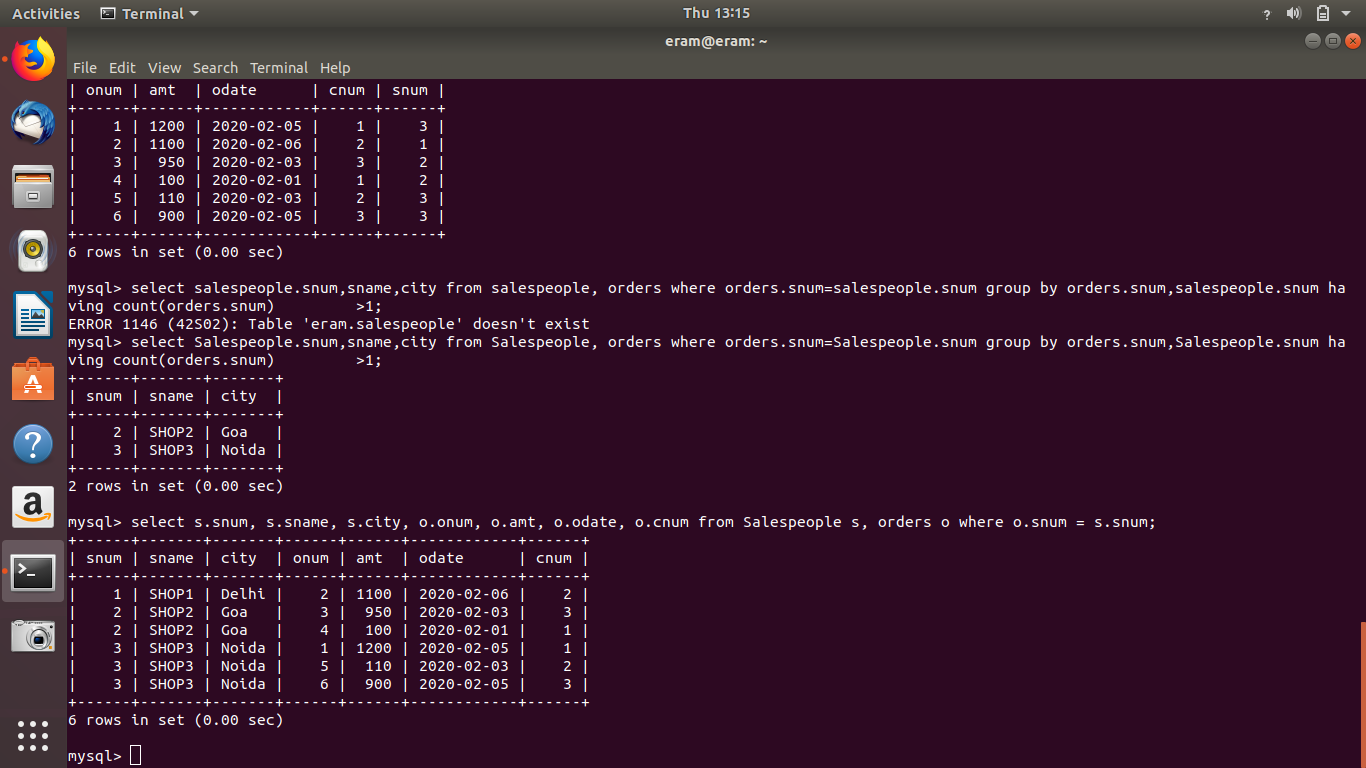 Activities Terminal Thu 13:15 ?
eram@eram: ~
File Edit View Search Terminal Help
| onum | amt  | odate      | cnum | snum |
+------+------+------------+------+------+
|    1 | 1200 | 2020-02-05 |    1 |    3 |
|    2 | 1100 | 2020-02-06 |    2 |    1 |
|    3 |  950 | 2020-02-03 |    3 |    2 |
|    4 |  100 | 2020-02-01 |    1 |    2 |
|    5 |  110 | 2020-02-03 |    2 |    3 |
|    6 |  900 | 2020-02-05 |    3 |    3 |
+------+------+------------+------+------+
6 rows in set (0.00 sec)
mysql> select salespeople.snum,sname,city from salespeople, orders where orders.snum=salespeople.snum group by orders.snum,salespeople.snum ha
ving count(orders.snum)         >1;
ERROR 1146 (42S02): Table 'eram.salespeople' doesn't exist
mysql> select Salespeople.snum,sname,city from Salespeople, orders where orders.snum=Salespeople.snum group by orders.snum,Salespeople.snum ha
ving count(orders.snum)         >1;
+------+-------+-------+
| snum | sname | city  |
+------+-------+-------+
|    2 | SHOP2 | Goa   |
|    3 | SHOP3 | Noida |
+------+-------+-------+
2 rows in set (0.00 sec)
mysql> select s.snum, s.sname, s.city, o.onum, o.amt, o.odate, o.cnum from Salespeople s, orders o where o.snum = s.snum;
+------+-------+-------+------+------+------------+------+
| snum | sname | city  | onum | amt  | odate      | cnum |
+------+-------+-------+------+------+------------+------+
|    1 | SHOP1 | Delhi |    2 | 1100 | 2020-02-06 |    2 |
|    2 | SHOP2 | Goa   |    3 |  950 | 2020-02-03 |    3 |
|    2 | SHOP2 | Goa   |    4 |  100 | 2020-02-01 |    1 |
|    3 | SHOP3 | Noida |    1 | 1200 | 2020-02-05 |    1 |
|    3 | SHOP3 | Noida |    5 |  110 | 2020-02-03 |    2 |
|    3 | SHOP3 | Noida |    6 |  900 | 2020-02-05 |    3 |
+------+-------+-------+------+------+------------+------+
6 rows in set (0.00 sec)
mysql>